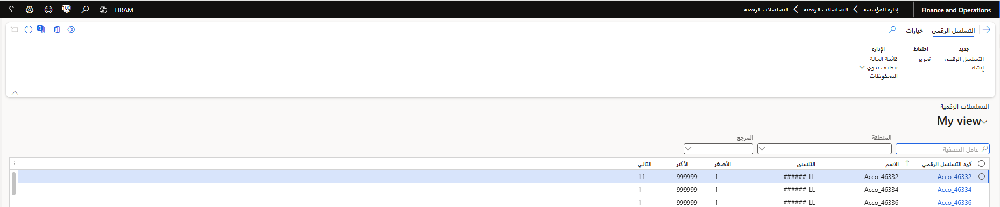 Finance and Operations
إدارة المؤسسة
التسلسلات الرقمية
التسلسلات الرقمية
HRAM
100
؟
التسلسل الرقمي
خيارات
0
جديد
التسلسل الرقمي
إنشاء
احتفاظ
تحرير
الإدارة
قائمة الحالة
تنظيف يدوي
المحفوظات
التسلسلات الرقمية
My view
عامل التصفية
المنطقة
المرجع
كود التسلسل الرقمي الاسم التنسيق الأصغر الأكبر التالي
Acco_46332 Acco_46332 ######-LL 1 999999 11
Acco_46334 Acco_46334 ######-LL 1 999999 1
Acco_46336 Acco_46336 ######-LL 1 999999 1